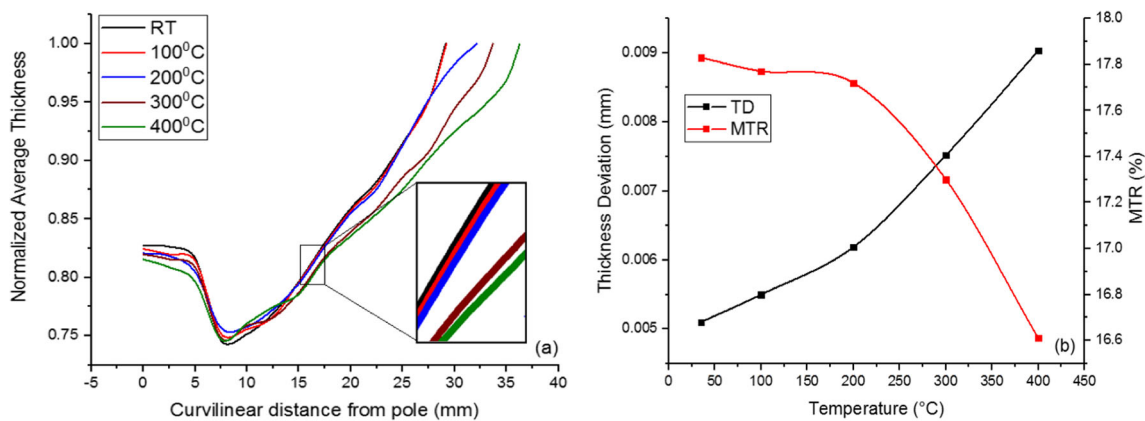 RT
100⁰C
200⁰C
300⁰C
400⁰C
Normalized Average Thickness
1.00
0.95
0.90
0.85
0.80
0.75
-5 0 5 10 15 20 25 30 35 40
Curvilinear distance from pole (mm)
(a)
TD
MTR
Thickness Deviation (mm)
0.009
0.008
0.007
0.006
0.005
0 50 100 150 200 250 300 350 400 450
Temperature (°C)
MTR (%)
18.0
17.8
17.6
17.4
17.2
17.0
16.8
16.6
(b)